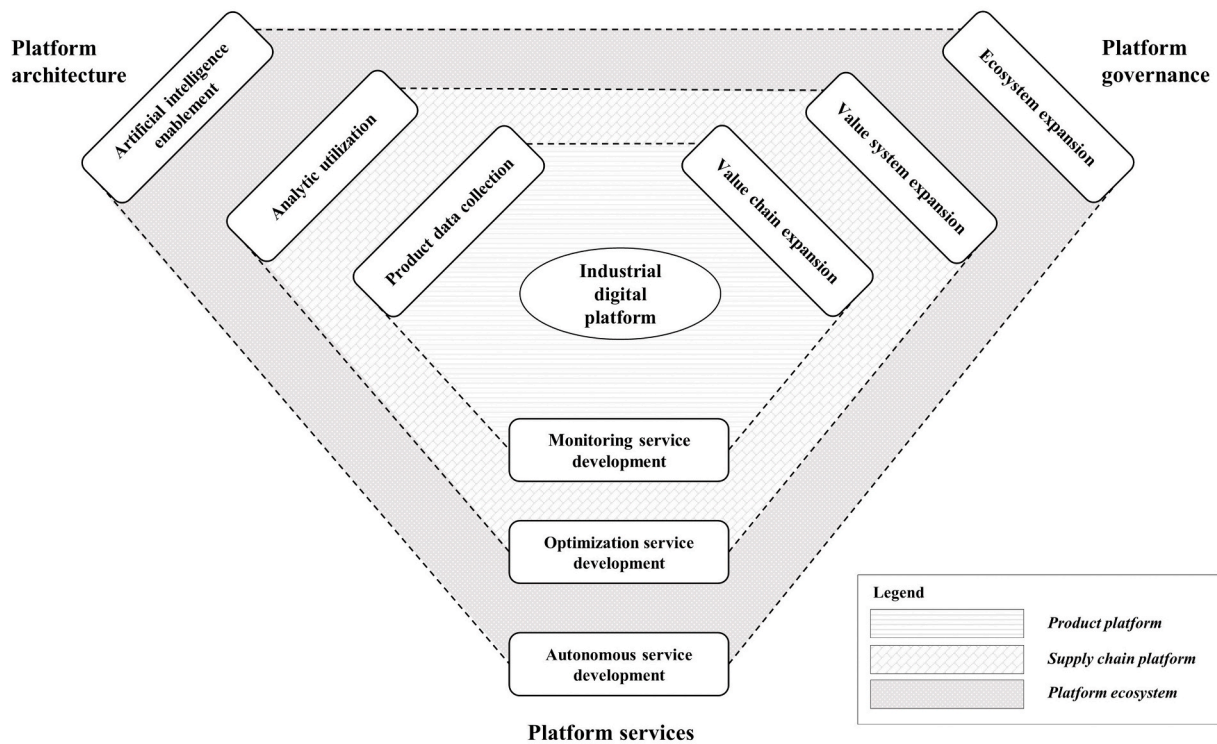 Platform
architecture
Artificial intelligence
enablement
Analytic utilization
Product data collection
Platform
governance
Ecosystem expansion
Value system expansion
Value chain expansion
Industrial
digital
platform
Monitoring service
development
Optimization service
development
Autonomous service
development
Platform services
Legend
Product platform
Supply chain platform
Platform ecosystem